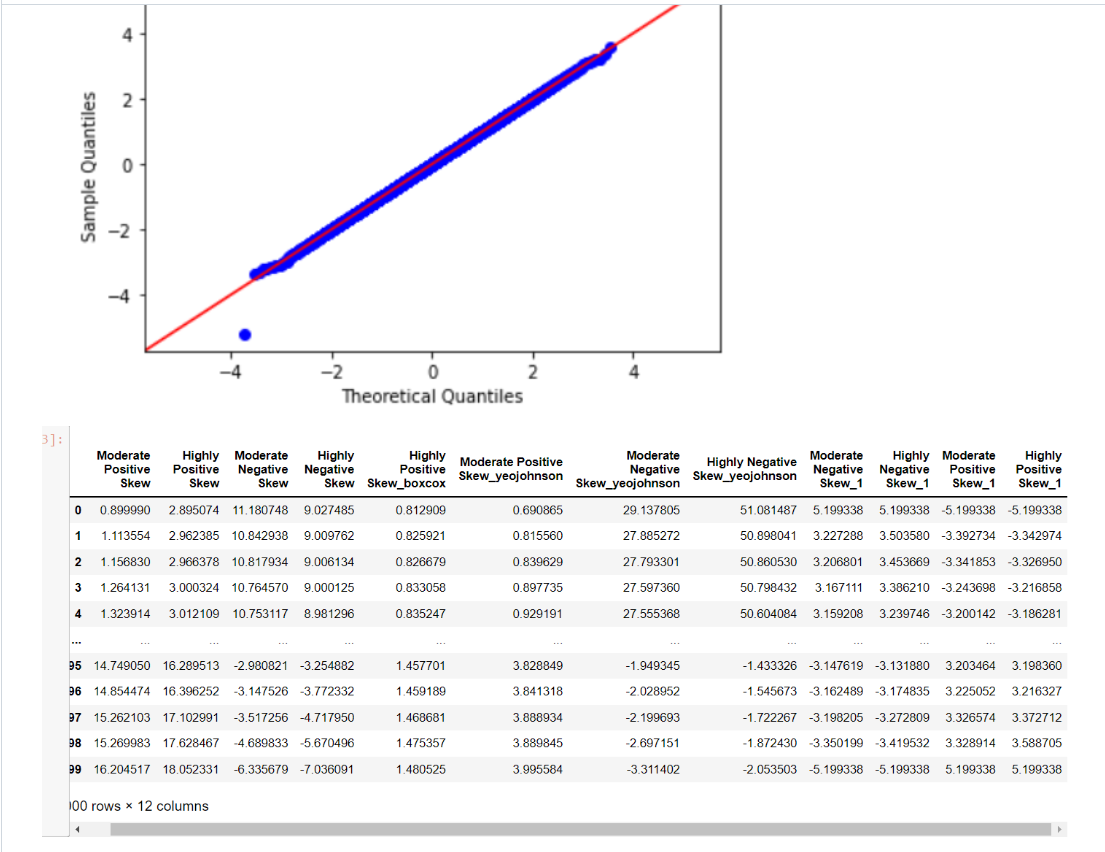 4
2
0
−2
−4
Sample Quantiles
−4 −2 0 2 4
Theoretical Quantiles
3]:
Moderate Positive Skew Highly Positive Skew Moderate Negative Skew Highly Negative Skew Highly Positive Skew_boxcox Moderate Positive Skew_yeojohnson Moderate Negative Skew_yeojohnson Highly Negative Skew_yeojohnson Moderate Negative Skew_1 Highly Negative Skew_1 Moderate Positive Skew_1 Highly Positive Skew_1
0 0.899990 2.895074 11.180748 9.027485 0.812909 0.690865 29.137805 51.081487 5.199338 5.199338 -5.199338 -5.199338
1 1.113554 2.962385 10.842938 9.009762 0.825921 0.815560 27.885272 50.898041 3.227288 3.503580 -3.392734 -3.342974
2 1.156830 2.966378 10.817934 9.006134 0.826679 0.839629 27.793301 50.860530 3.206801 3.453669 -3.341853 -3.326950
3 1.264131 3.000324 10.764570 9.000125 0.833058 0.897735 27.597360 50.798432 3.167111 3.386210 -3.243698 -3.216858
4 1.323914 3.012109 10.753117 8.981296 0.835247 0.929191 27.555368 50.604084 3.159208 3.239746 -3.200142 -3.186281
... ... ... ... ... ... ... ... ... ... ... ... ...
95 14.749050 16.289513 -2.980821 -3.254882 1.457701 3.828849 -1.949345 -1.433326 -3.147619 -3.131880 3.203464 3.198360
96 14.854474 16.396252 -3.147526 -3.772332 1.459189 3.841318 -2.028952 -1.545673 -3.162489 -3.174835 3.225052 3.216327
97 15.262103 17.102991 -3.517256 -4.717950 1.468681 3.888934 -2.199693 -1.722267 -3.198205 -3.272809 3.326574 3.372712
98 15.269983 17.628467 -4.689833 -5.670496 1.475357 3.889845 -2.697151 -1.872430 -3.350199 -3.419532 3.328914 3.588705
99 16.204517 18.052331 -6.335679 -7.036091 1.480525 3.995584 -3.311402 -2.053503 -5.199338 -5.199338 5.199338 5.199338
00 rows × 12 columns